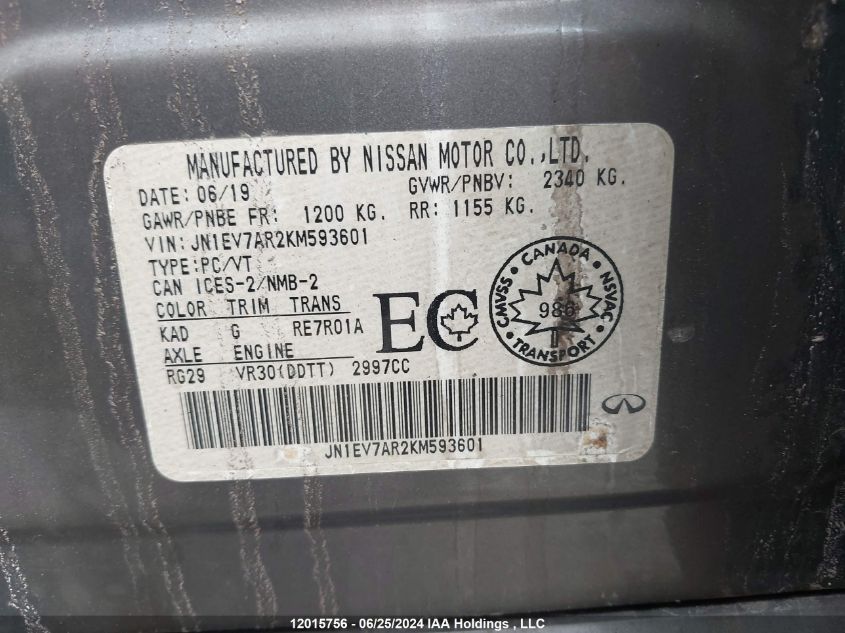 MANUFACTURED BY NISSAN MOTOR CO.,LTD.
DATE: 06/19 GVWR/PNBV: 2340 KG.
GAWR/PNBE FR: 1200 KG. RR: 1155 KG.
VIN: JN1EV7AR2KM593601
TYPE:PC/VT
CAN ICES-2/NMB-2
COLOR TRIM TRANS
KAD G RE7R01A
AXLE ENGINE
RG29 VR30(DDTT) 2997CC
EC
CANADA
CMVSS • NSVAC
986
TRANSPORT
JN1EV7AR2KM593601
12015756 - 06/25/2024 IAA Holdings , LLC